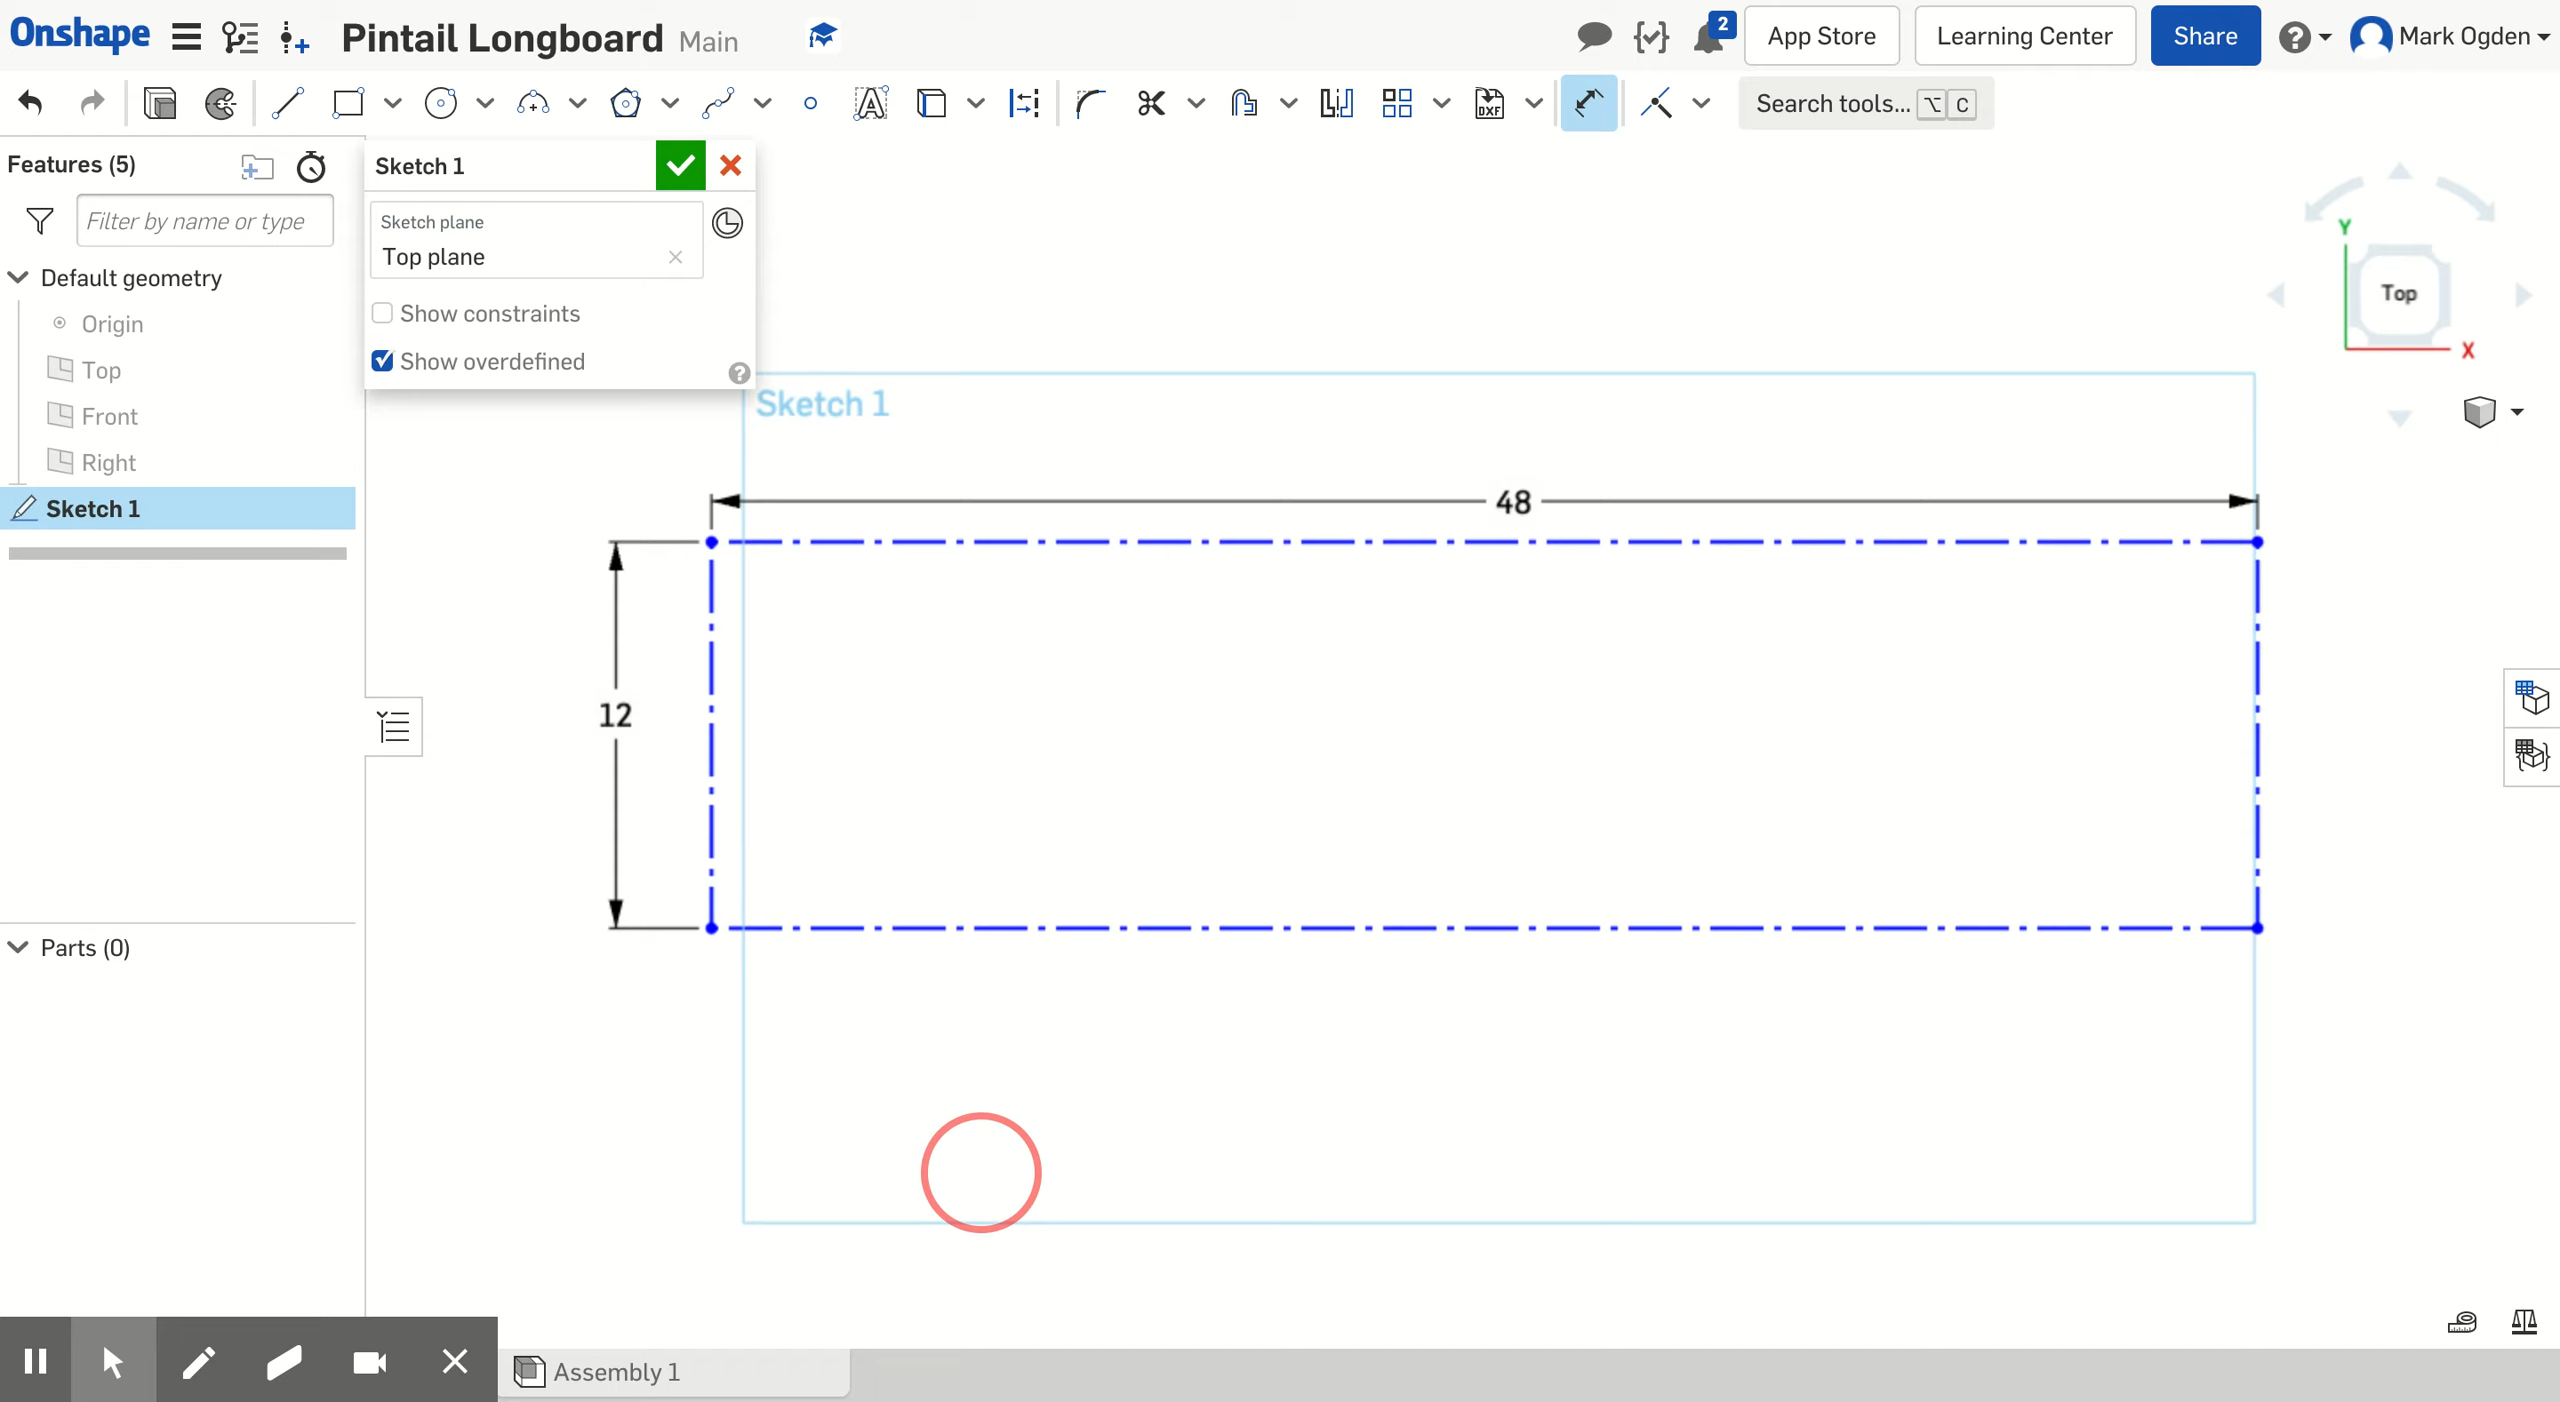 Onshape Pintail Longboard Main 2 App Store Learning Center Share ? Mark Ogden
A DXF Search tools... ⌥ C
Features (5)
Filter by name or type
Default geometry
Origin
Top
Front
Right
Sketch 1
Parts (0)
Sketch 1
Sketch plane
Top plane
Show constraints
Show overdefined
?
Sketch 1
48
12
Y
Top
X
Assembly 1